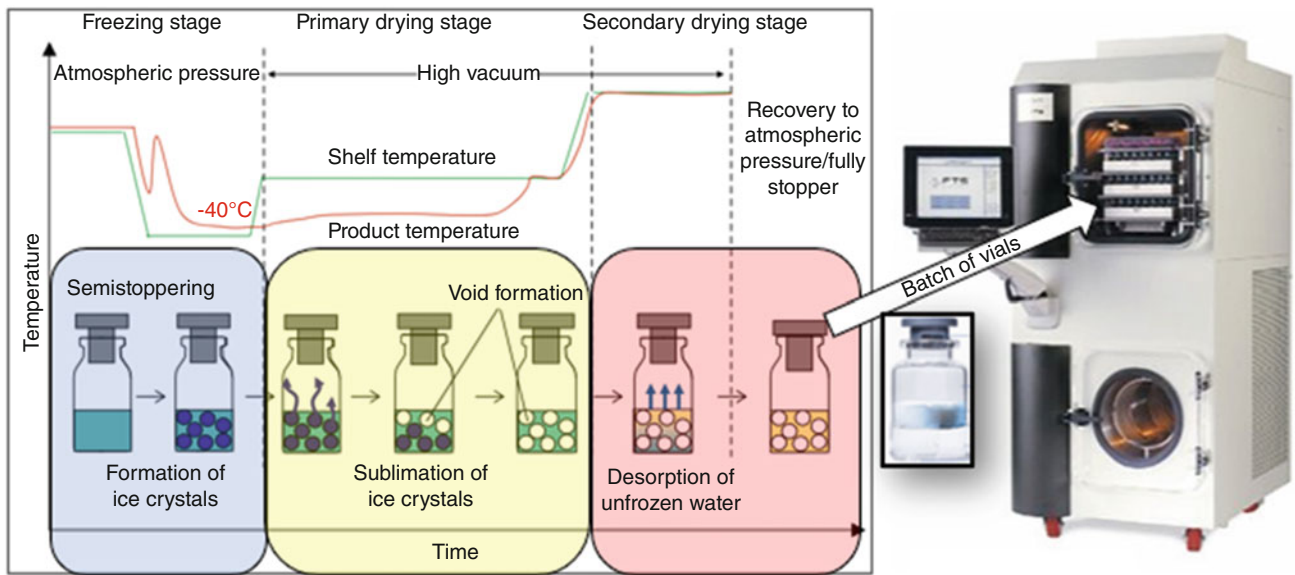 Freezing stage
Primary drying stage
Secondary drying stage
Atmospheric pressure
High vacuum
Recovery to
atmospheric
pressure/fully
stopper
Shelf temperature
-40°C
Product temperature
Temperature
Semistoppering
Void formation
Batch of vials
Formation of
ice crystals
Sublimation of
ice crystals
Desorption of
unfrozen water
Time